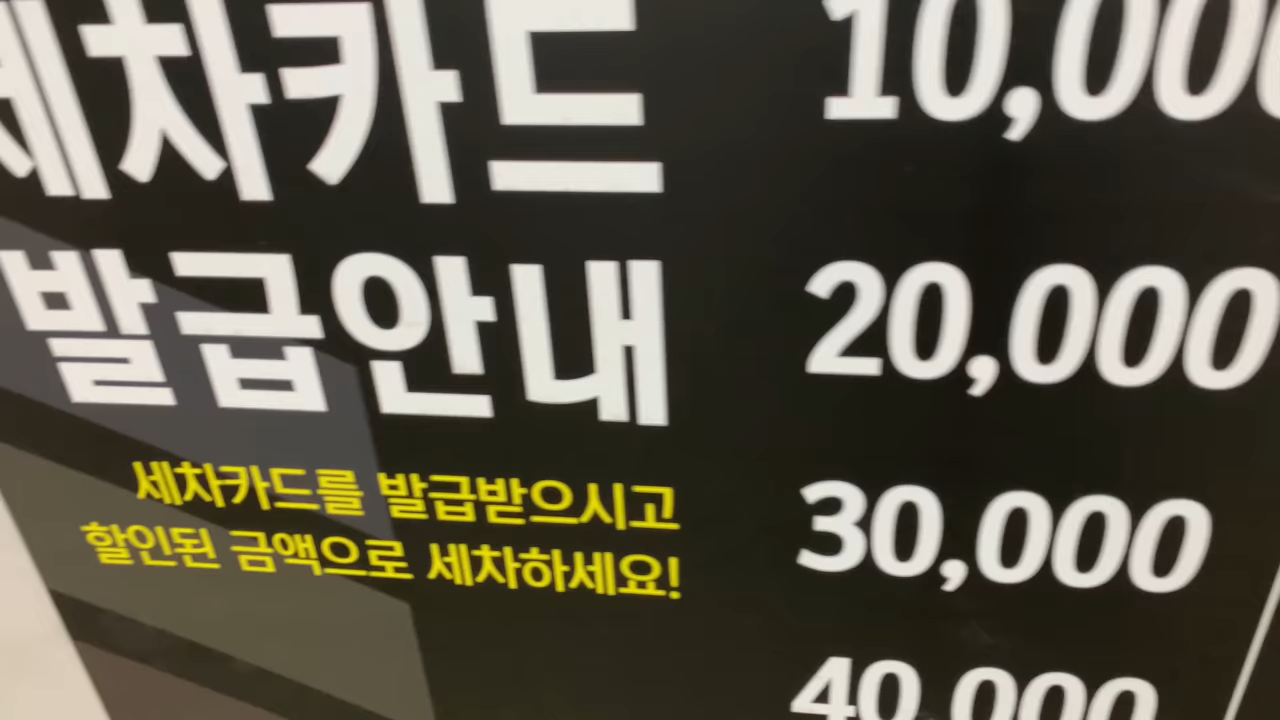 세차카드
발급안내
세차카드를 발급받으시고
할인된 금액으로 세차하세요!
10,000
20,000
30,000
40,000